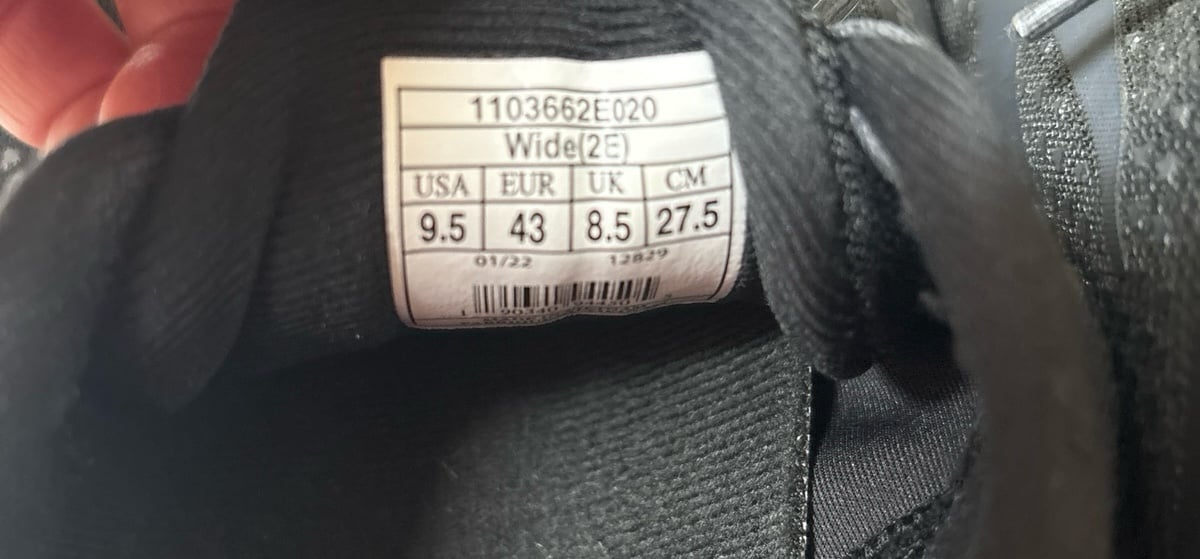 1103662E020
Wide(2E)
USA EUR UK CM
9.5 43 8.5 27.5
01/22 12829